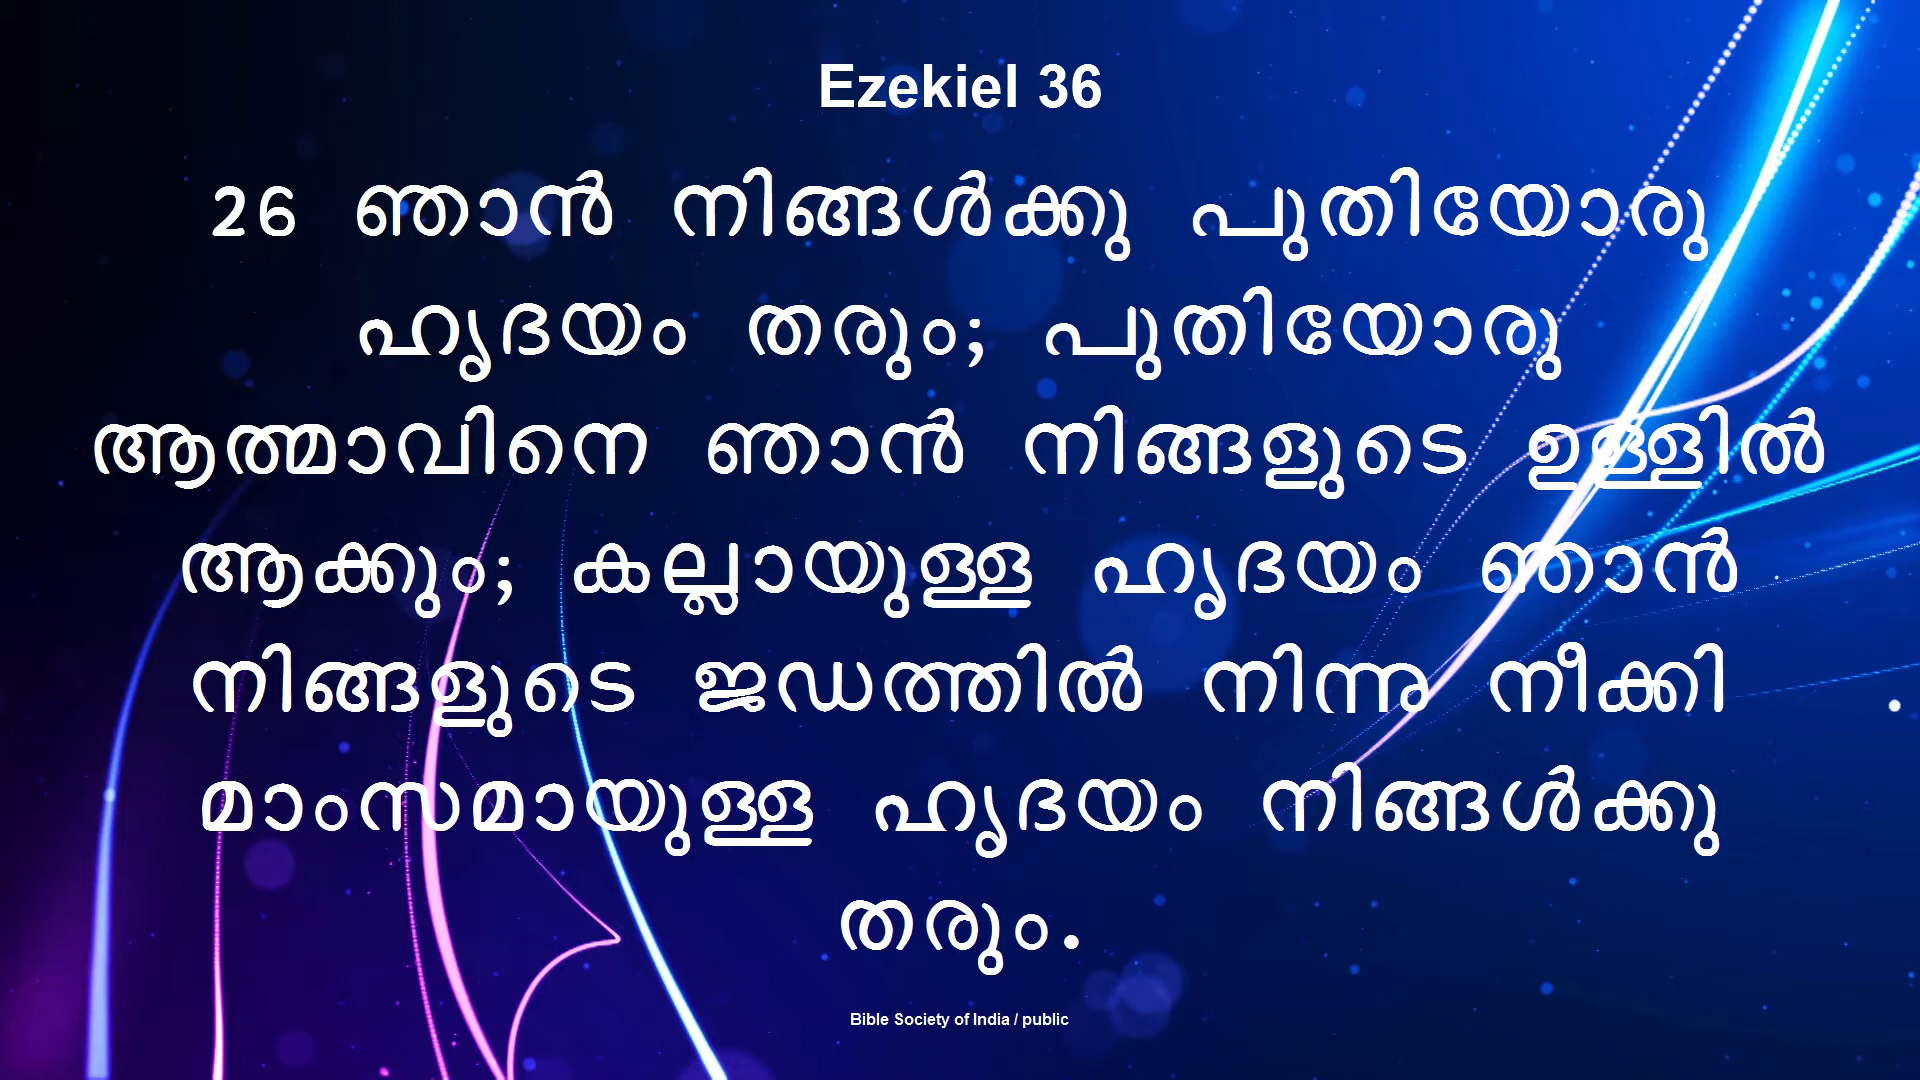 Ezekiel 36
26 ഞാൻ നിങ്ങൾക്കു പുതിയോരു
ഹൃദയം തരും; പുതിയോരു
ആത്മാവിനെ ഞാൻ നിങ്ങളുടെ ഉള്ളിൽ
ആക്കും; കല്ലായുള്ള ഹൃദയം ഞാൻ
നിങ്ങളുടെ ജഡത്തിൽ നിന്നു നീക്കി
മാംസമായുള്ള ഹൃദയം നിങ്ങൾക്കു
തരും.
Bible Society of India / public